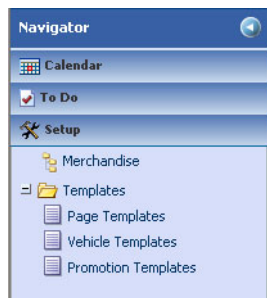 Navigator
Calendar
To Do
Setup
Merchandise
Templates
Page Templates
Vehicle Templates
Promotion Templates